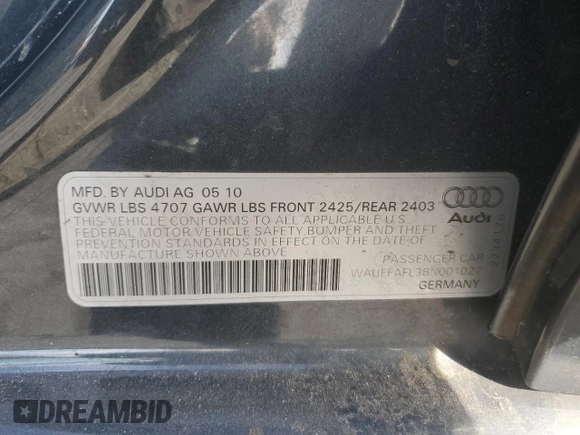 MFD. BY AUDI AG 05 10
GVWR LBS 4707 GAWR LBS FRONT 2425/REAR 2403
THIS VEHICLE CONFORMS TO ALL APPLICABLE U.S.
FEDERAL MOTOR VEHICLE SAFETY BUMPER AND THEFT
PREVENTION STANDARDS IN EFFECT ON THE DATE OF
MANUFACTURE SHOWN ABOVE
Audi
PASSENGER CAR
WAUEFAFL3BN001027
GERMANY
DREAMBID